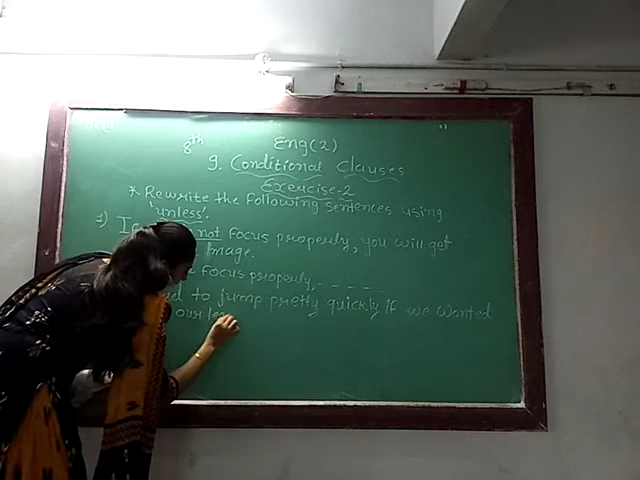 8th
Eng(2)
9. Conditional Clauses
Exercise-2
* Rewrite the following sentences using
'unless'.
1) If not focus properly, you will get
Image.
focus properly, - - - - -
to jump pretty quickly if we wanted
our